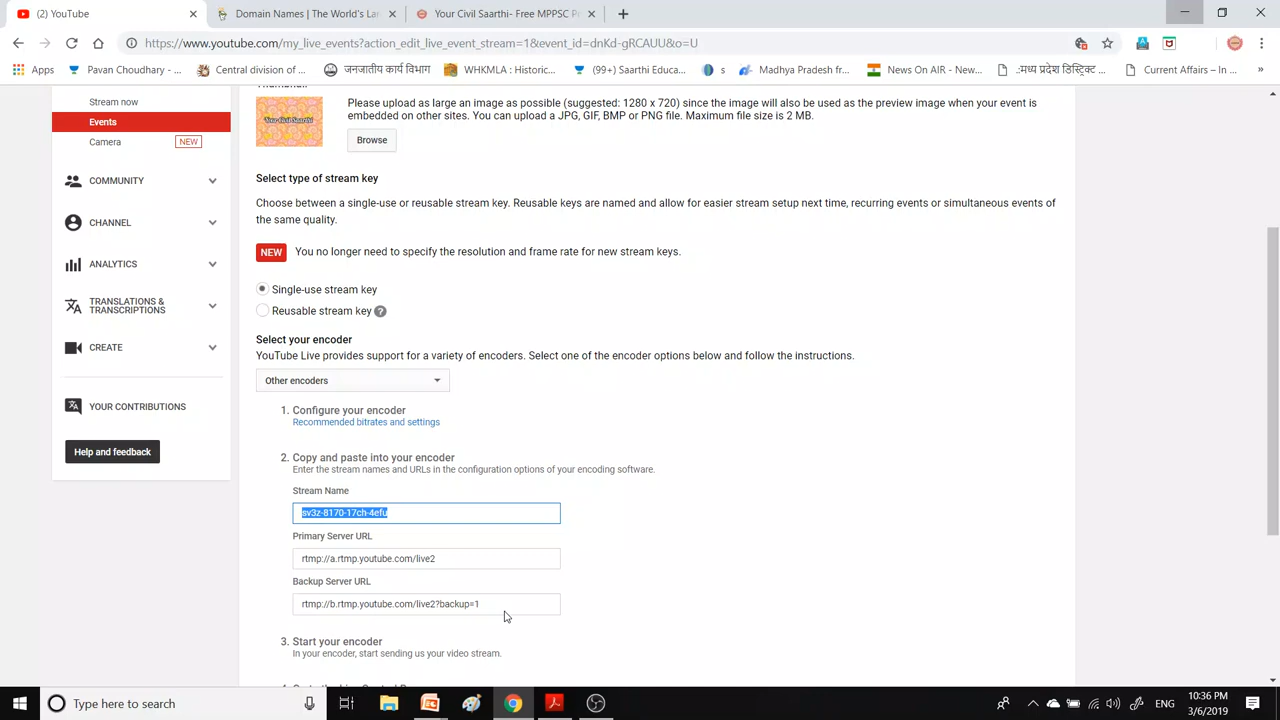 (2) YouTube
Domain Names | The World's La
Your Civil Saarthi- Free MPPSC P
https://www.youtube.com/my_live_events?action_edit_live_event_stream=1&event_id=dnKd-gRCAUU&o=U
Apps
Pavan Choudhary - ...
Central division of ...
जनजातीय कार्य विभाग
WHKMLA : Historic...
(99+) Saarthi Educa...
s
Madhya Pradesh fr...
News On AIR - New...
..मध्य प्रदेश डिस्ट्रिक्ट ...
Current Affairs – In ...
»
Stream now
Events
Camera
NEW
COMMUNITY
CHANNEL
ANALYTICS
TRANSLATIONS &
TRANSCRIPTIONS
CREATE
YOUR CONTRIBUTIONS
Help and feedback
Thumbnail
Your Civil Saarthi
Please upload as large an image as possible (suggested: 1280 x 720) since the image will also be used as the preview image when your event is
embedded on other sites. You can upload a JPG, GIF, BMP or PNG file. Maximum file size is 2 MB.
Browse
Select type of stream key
Choose between a single-use or reusable stream key. Reusable keys are named and allow for easier stream setup next time, recurring events or simultaneous events of
the same quality.
NEW You no longer need to specify the resolution and frame rate for new stream keys.
Single-use stream key
Reusable stream key ?
Select your encoder
YouTube Live provides support for a variety of encoders. Select one of the encoder options below and follow the instructions.
Other encoders
1. Configure your encoder
Recommended bitrates and settings
2. Copy and paste into your encoder
Enter the stream names and URLs in the configuration options of your encoding software.
Stream Name
sv3z-8170-17ch-4efu
Primary Server URL
rtmp://a.rtmp.youtube.com/live2
Backup Server URL
rtmp://b.rtmp.youtube.com/live2?backup=1
3. Start your encoder
In your encoder, start sending us your video stream.
Type here to search
ENG
10:36 PM
3/6/2019